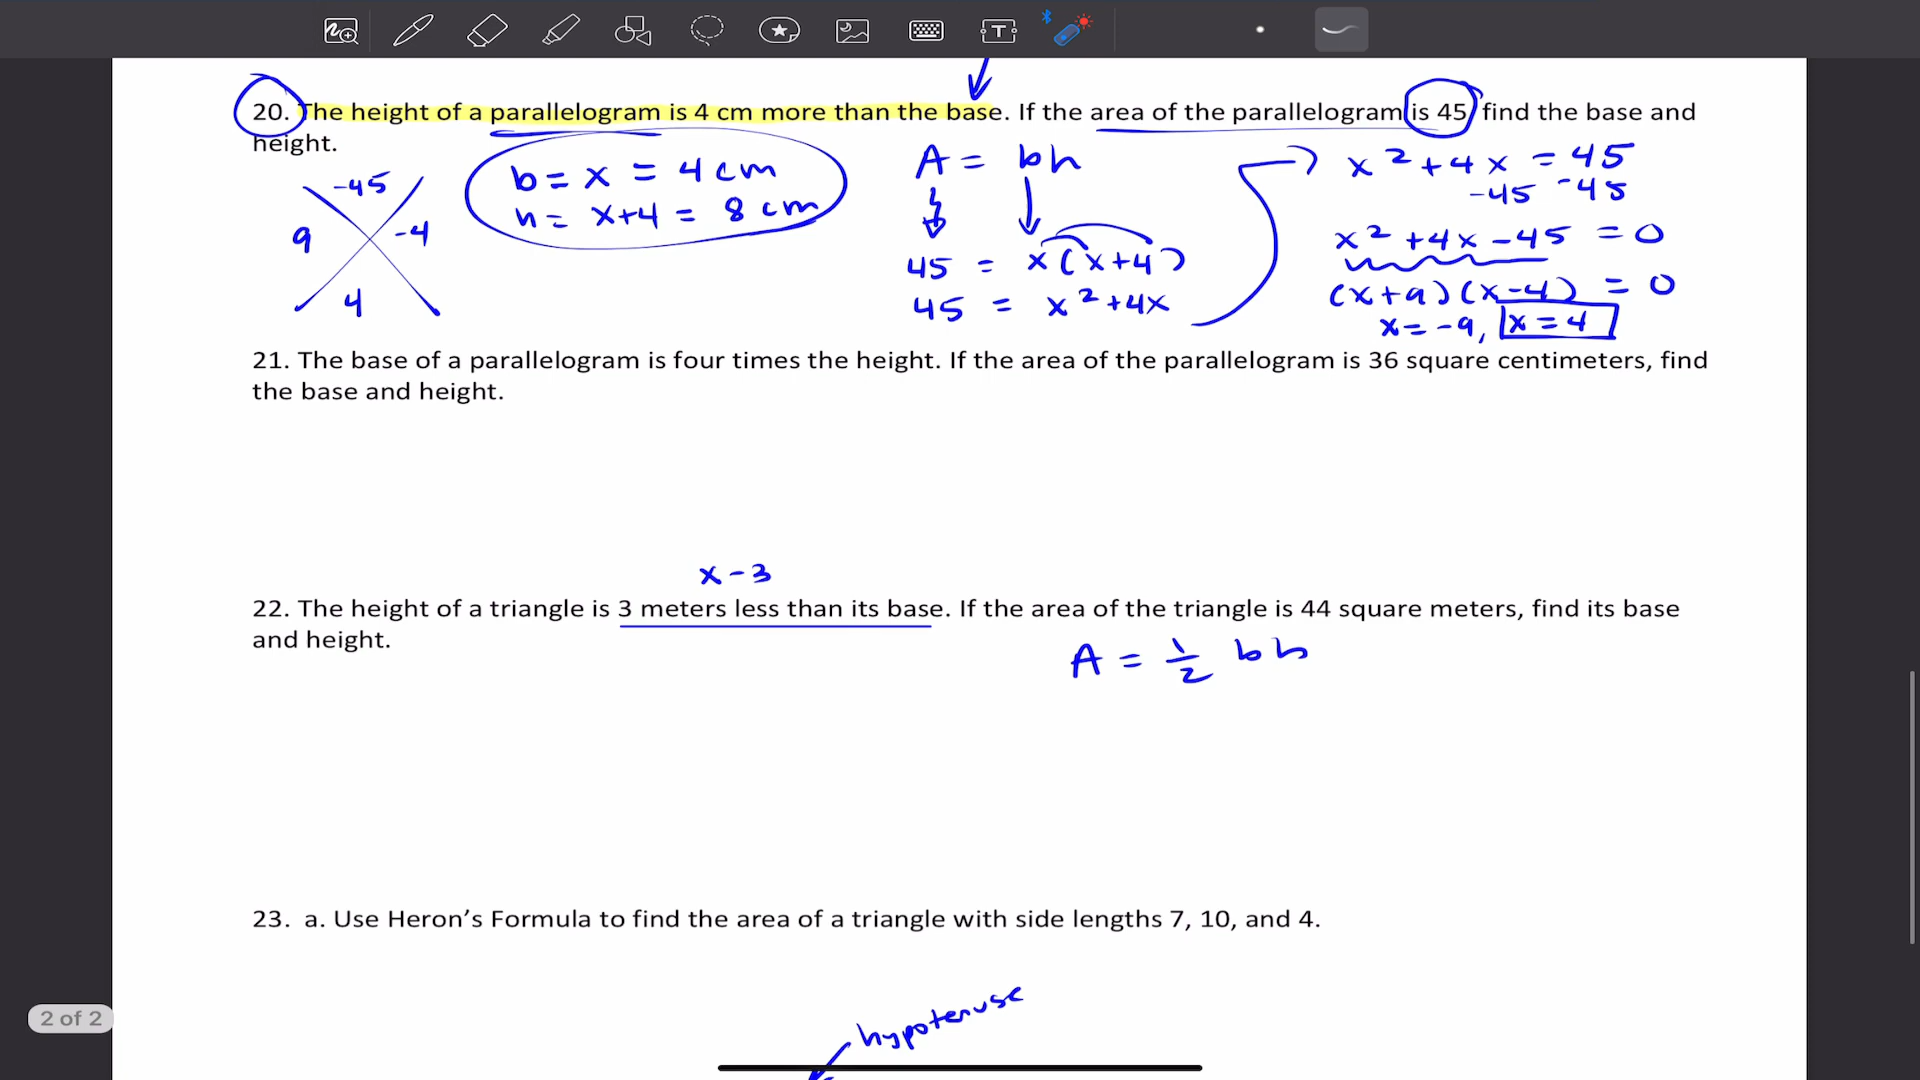 20. The height of a parallelogram is 4 cm more than the base. If the area of the parallelogram is 45 find the base and
height.
-45
9
-4
4
b = x = 4 cm
h = x+4 = 8 cm
A = bh
45 = x(x+4)
45 = x²+4x
x²+4x = 45
-45 -45
x² +4x -45 = 0
(x+9)(x-4) = 0
x = -9, x = 4
21. The base of a parallelogram is four times the height. If the area of the parallelogram is 36 square centimeters, find
the base and height.
x - 3
22. The height of a triangle is 3 meters less than its base. If the area of the triangle is 44 square meters, find its base
and height.
A = 1/2 bh
23. a. Use Heron’s Formula to find the area of a triangle with side lengths 7, 10, and 4.
hypotenuse
2 of 2